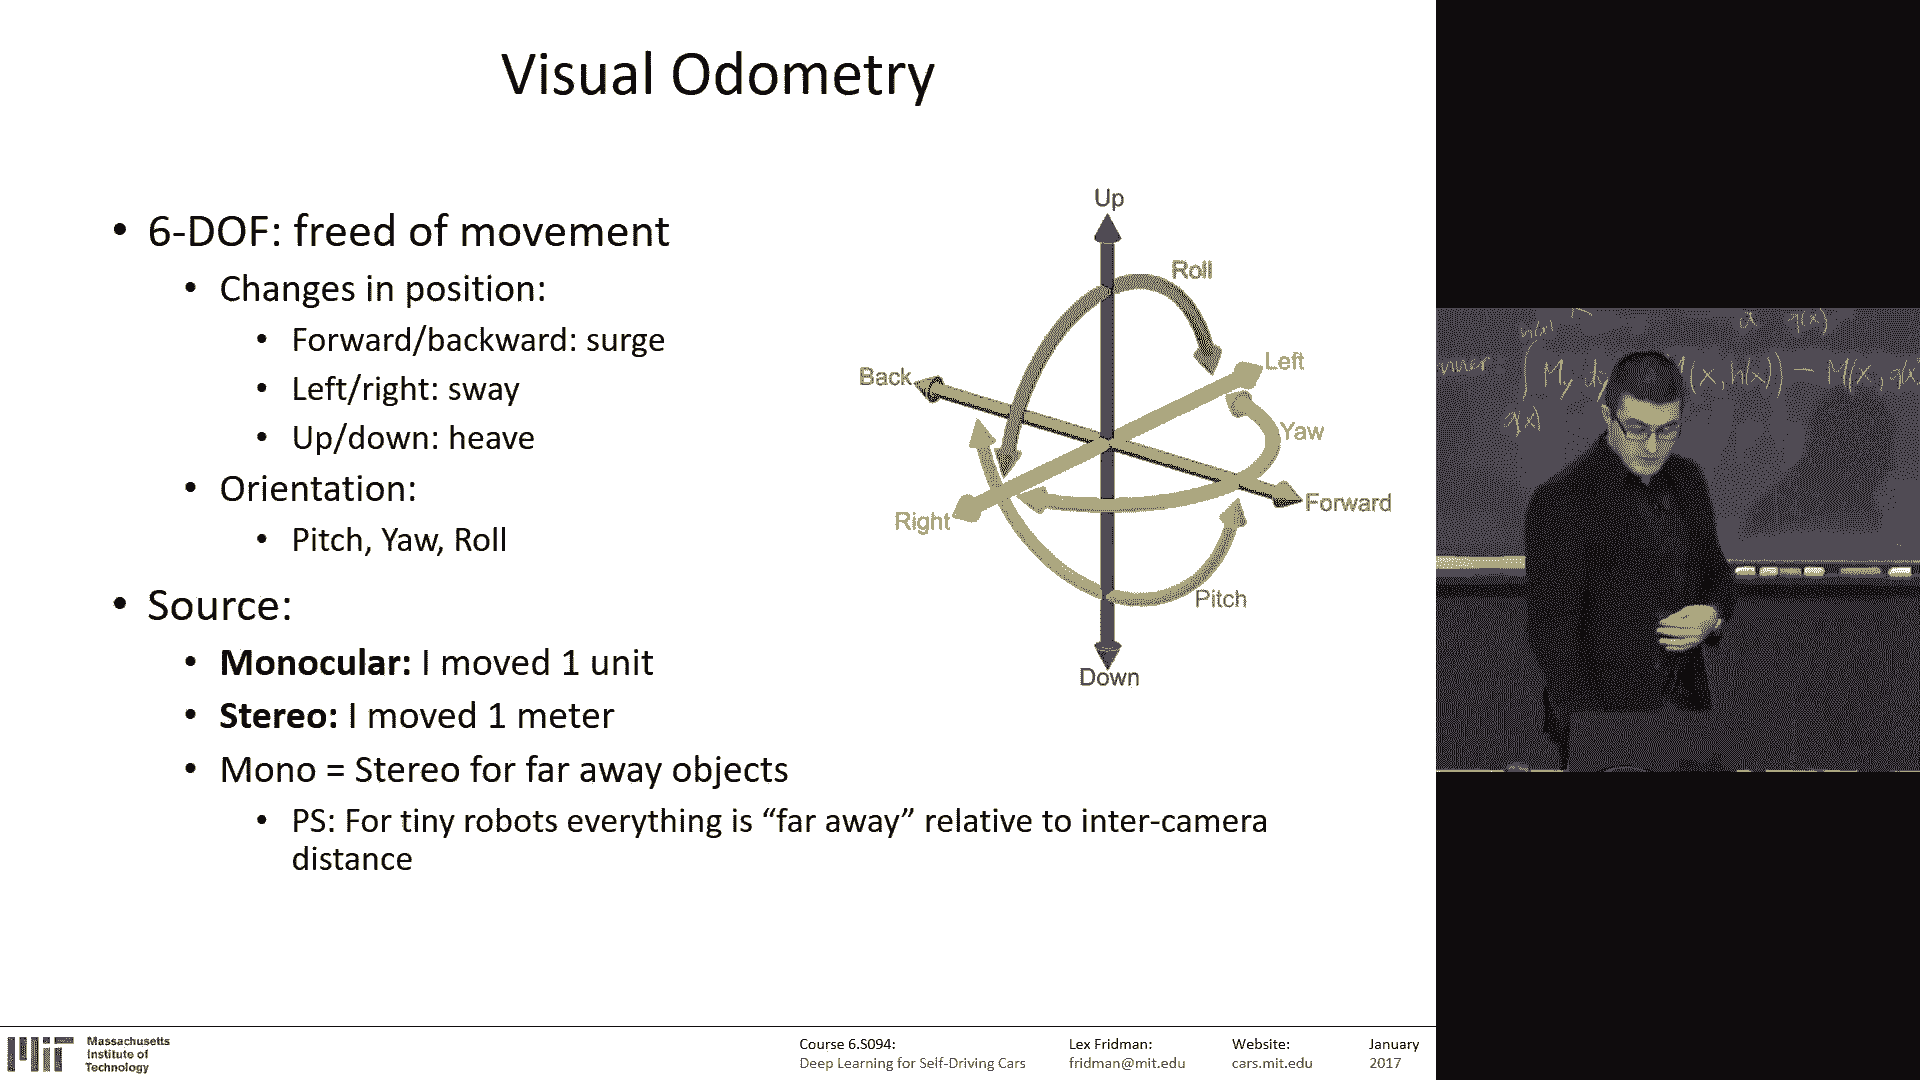 Visual Odometry
• 6-DOF: freed of movement
• Changes in position:
• Forward/backward: surge
• Left/right: sway
• Up/down: heave
• Orientation:
• Pitch, Yaw, Roll
• Source:
• Monocular: I moved 1 unit
• Stereo: I moved 1 meter
• Mono = Stereo for far away objects
• PS: For tiny robots everything is “far away” relative to inter-camera
distance
Up
Roll
Left
Back
Yaw
Forward
Right
Pitch
Down
h(x)
g(x)
∫ M
(x, h(x)) – M(x, g(x)
g(x)
MIT
Massachusetts
Institute of
Technology
Course 6.S094:
Deep Learning for Self-Driving Cars
Lex Fridman:
fridman@mit.edu
Website:
cars.mit.edu
January
2017